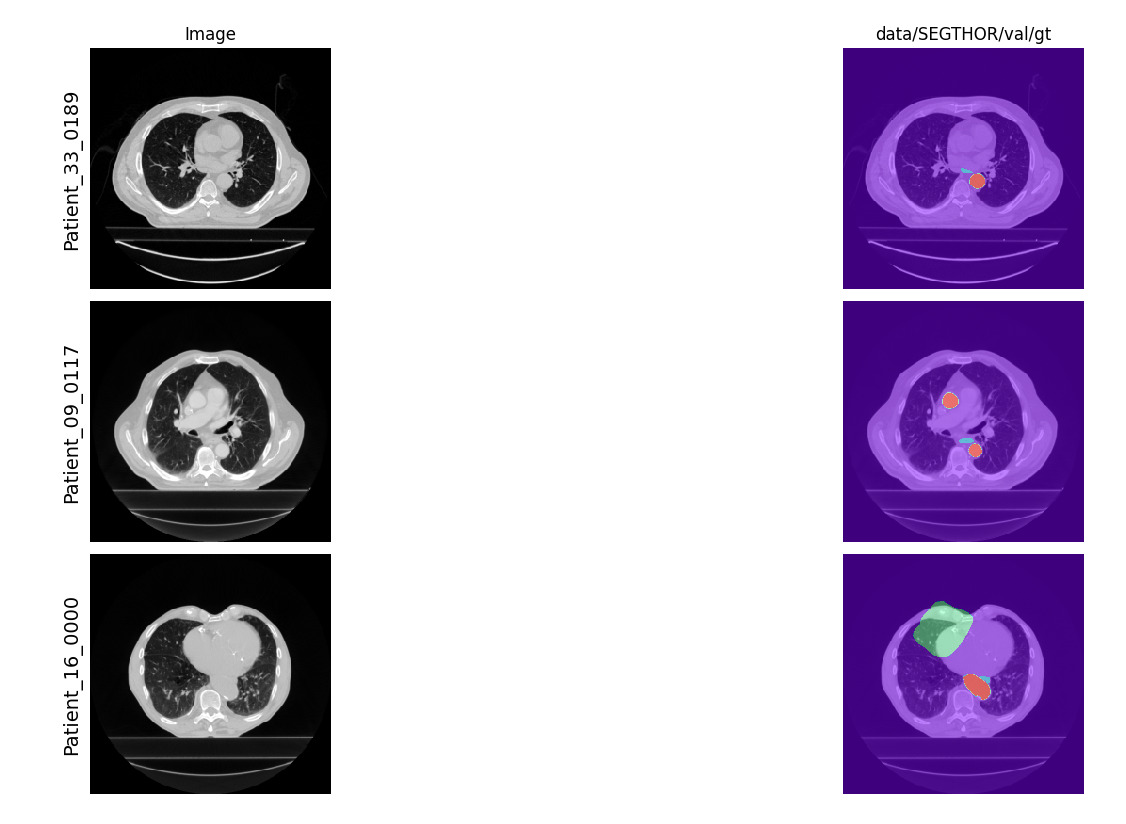 Image
data/SEGTHOR/val/gt
Patient_33_0189
Patient_09_0117
Patient_16_0000